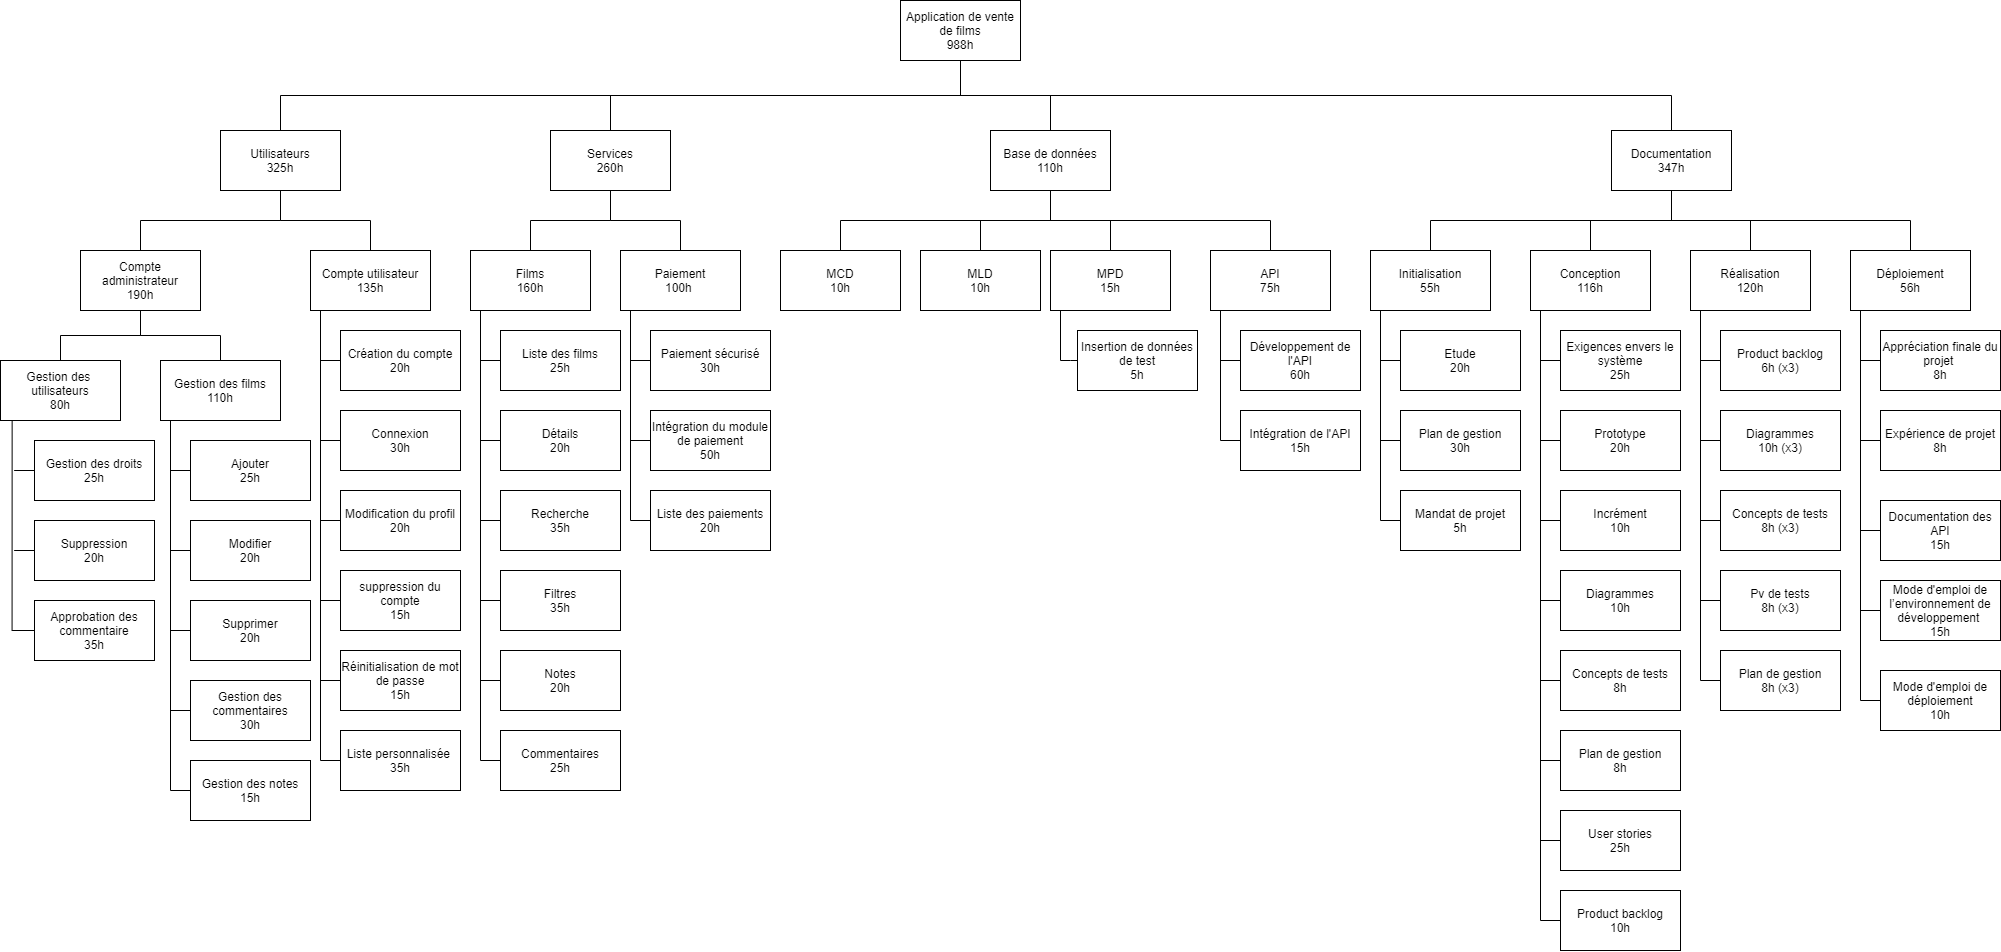 Application de vente
de films
988h
Utilisateurs
325h
Services
260h
Base de données
110h
Documentation
347h
Compte
administrateur
190h
Compte utilisateur
135h
Films
160h
Paiement
100h
MCD
10h
MLD
10h
MPD
15h
API
75h
Initialisation
55h
Conception
116h
Réalisation
120h
Déploiement
56h
Gestion des
utilisateurs
80h
Gestion des films
110h
Gestion des droits
25h
Suppression
20h
Approbation des
commentaire
35h
Ajouter
25h
Modifier
20h
Supprimer
20h
Gestion des
commentaires
30h
Gestion des notes
15h
Création du compte
20h
Connexion
30h
Modification du profil
20h
suppression du
compte
15h
Réinitialisation de mot
de passe
15h
Liste personnalisée
35h
Liste des films
25h
Détails
20h
Recherche
35h
Filtres
35h
Notes
20h
Commentaires
25h
Paiement sécurisé
30h
Intégration du module
de paiement
50h
Liste des paiements
20h
Insertion de données
de test
5h
Développement de
l'API
60h
Intégration de l'API
15h
Etude
20h
Plan de gestion
30h
Mandat de projet
5h
Exigences envers le
système
25h
Prototype
20h
Incrément
10h
Diagrammes
10h
Concepts de tests
8h
Plan de gestion
8h
User stories
25h
Product backlog
10h
Product backlog
6h (x3)
Diagrammes
10h (x3)
Concepts de tests
8h (x3)
Pv de tests
8h (x3)
Plan de gestion
8h (x3)
Appréciation finale du
projet
8h
Expérience de projet
8h
Documentation des
API
15h
Mode d'emploi de
l'environnement de
développement
15h
Mode d'emploi de
déploiement
10h